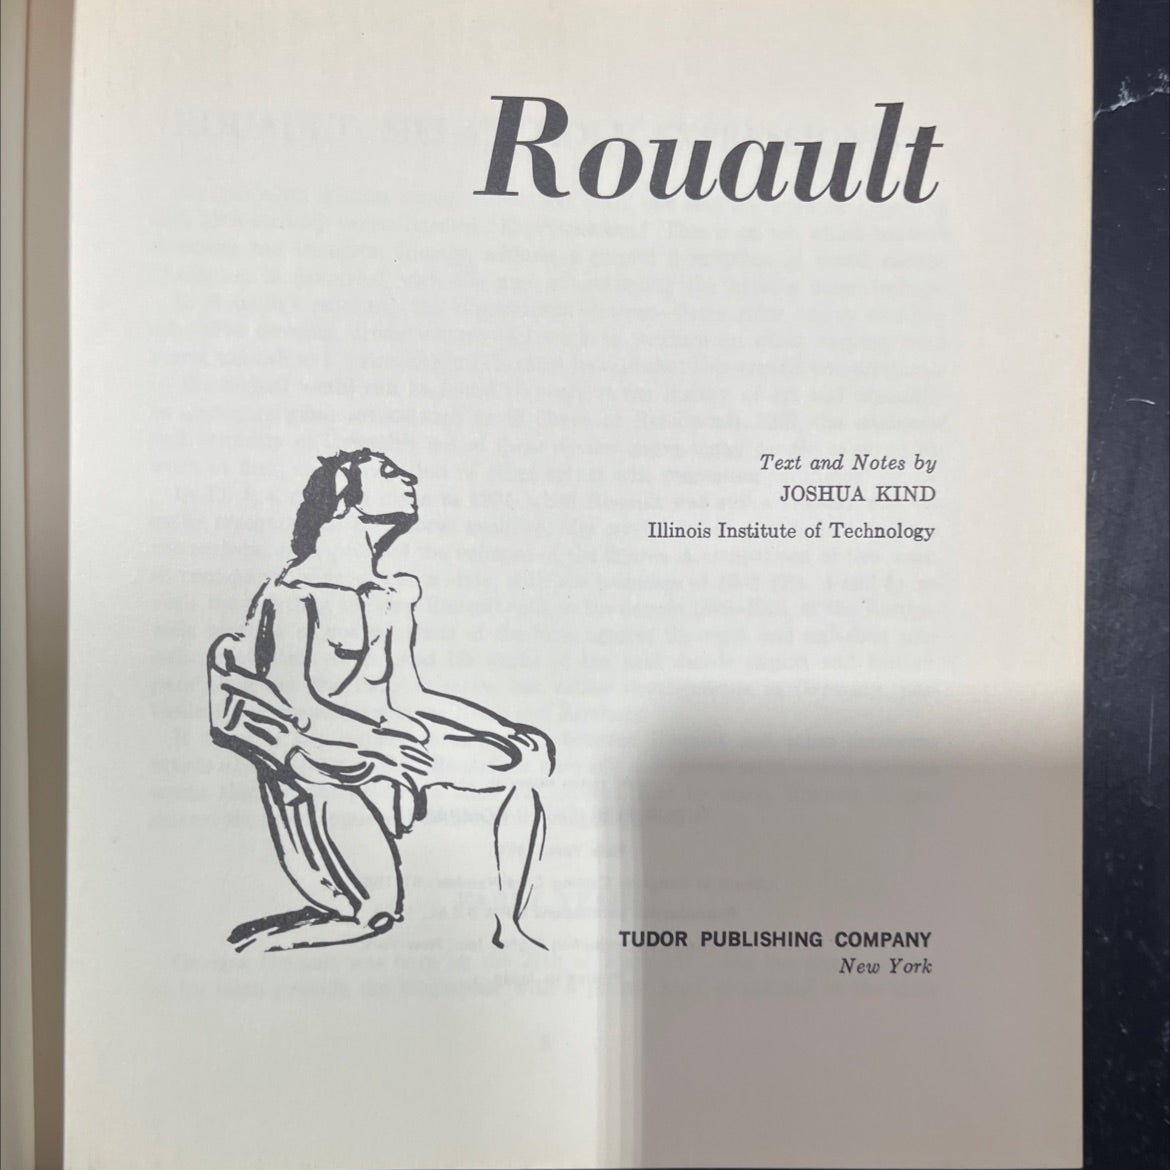 Rouault
Text and Notes by
JOSHUA KIND
Illinois Institute of Technology
TUDOR PUBLISHING COMPANY
New York